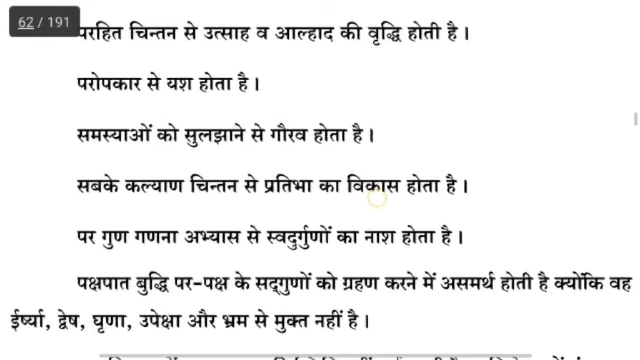 62 / 191
परहित चिन्तन से उत्साह व आल्हाद की वृद्धि होती है।
परोपकार से यश होता है।
समस्याओं को सुलझाने से गौरव होता है।
सबके कल्याण चिन्तन से प्रतिभा का विकास होता है।
पर गुण गणना अभ्यास से स्वदुर्गुणों का नाश होता है।
पक्षपात बुद्धि पर-पक्ष के सद्गुणों को ग्रहण करने में असमर्थ होती है क्योंकि वह
ईर्ष्या, द्वेष, घृणा, उपेक्षा और भ्रम से मुक्त नहीं है।